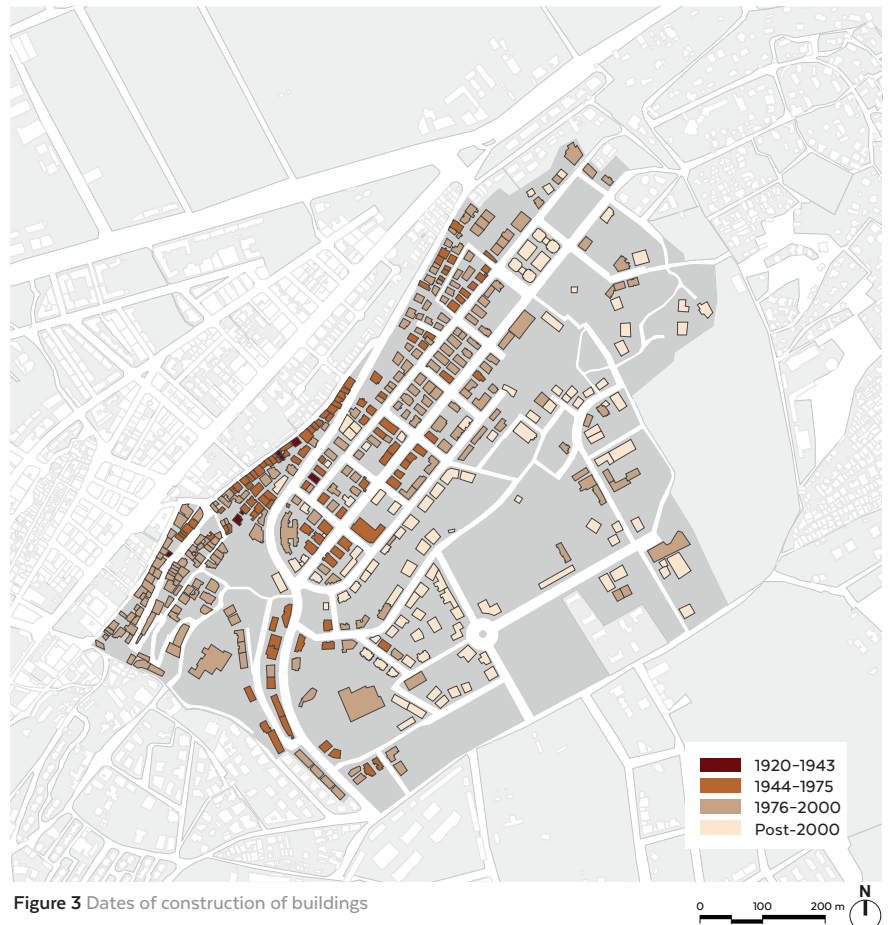 1920–1943
1944–1975
1976–2000
Post-2000
Figure 3 Dates of construction of buildings
0 100 200 m
N